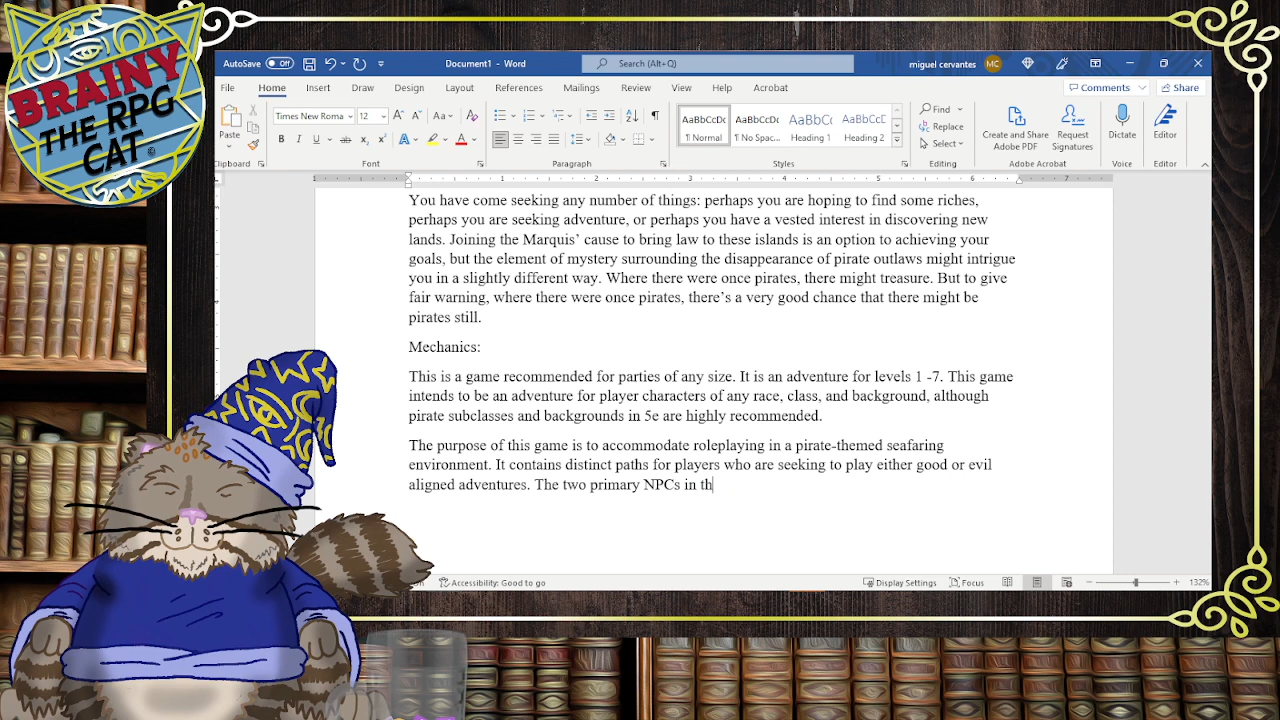 BRAINY
THE RPG
CAT ©
AutoSave Off
Document1 - Word
Search (Alt+Q)
miguel cervantes MC
File Home Insert Draw Design Layout References Mailings Review View Help Acrobat Comments Share
Paste
Times New Roma 12
Aa
B I U ab A A
AaBbCcDc AaBbCcDc AaBbCc AaBbCcE
¶ Normal ¶ No Spac... Heading 1 Heading 2
Find
Replace
Select
Create and Share Adobe PDF
Request Signatures
Dictate
Editor
Clipboard Font Paragraph Styles Editing Adobe Acrobat Voice Editor
1 2 3 4 5 6 7
You have come seeking any number of things: perhaps you are hoping to find some riches,
perhaps you are seeking adventure, or perhaps you have a vested interest in discovering new
lands. Joining the Marquis’ cause to bring law to these islands is an option to achieving your
goals, but the element of mystery surrounding the disappearance of pirate outlaws might intrigue
you in a slightly different way. Where there were once pirates, there might treasure. But to give
fair warning, where there were once pirates, there’s a very good chance that there might be
pirates still.
Mechanics:
This is a game recommended for parties of any size. It is an adventure for levels 1 -7. This game
intends to be an adventure for player characters of any race, class, and background, although
pirate subclasses and backgrounds in 5e are highly recommended.
The purpose of this game is to accommodate roleplaying in a pirate-themed seafaring
environment. It contains distinct paths for players who are seeking to play either good or evil
aligned adventures. The two primary NPCs in th
Accessibility: Good to go
Display Settings Focus 132%